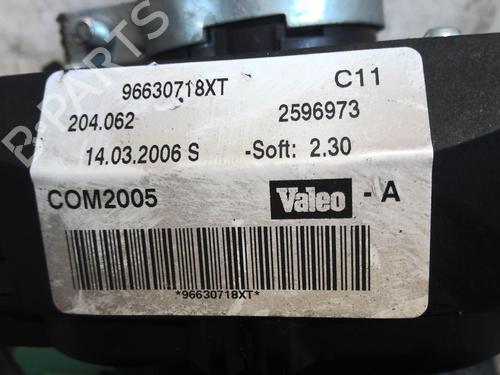 96630718XT C11
204.062 2596973
14.03.2006 S -Soft: 2.30
COM2005 Valeo - A
*96630718XT*
B-PARTS